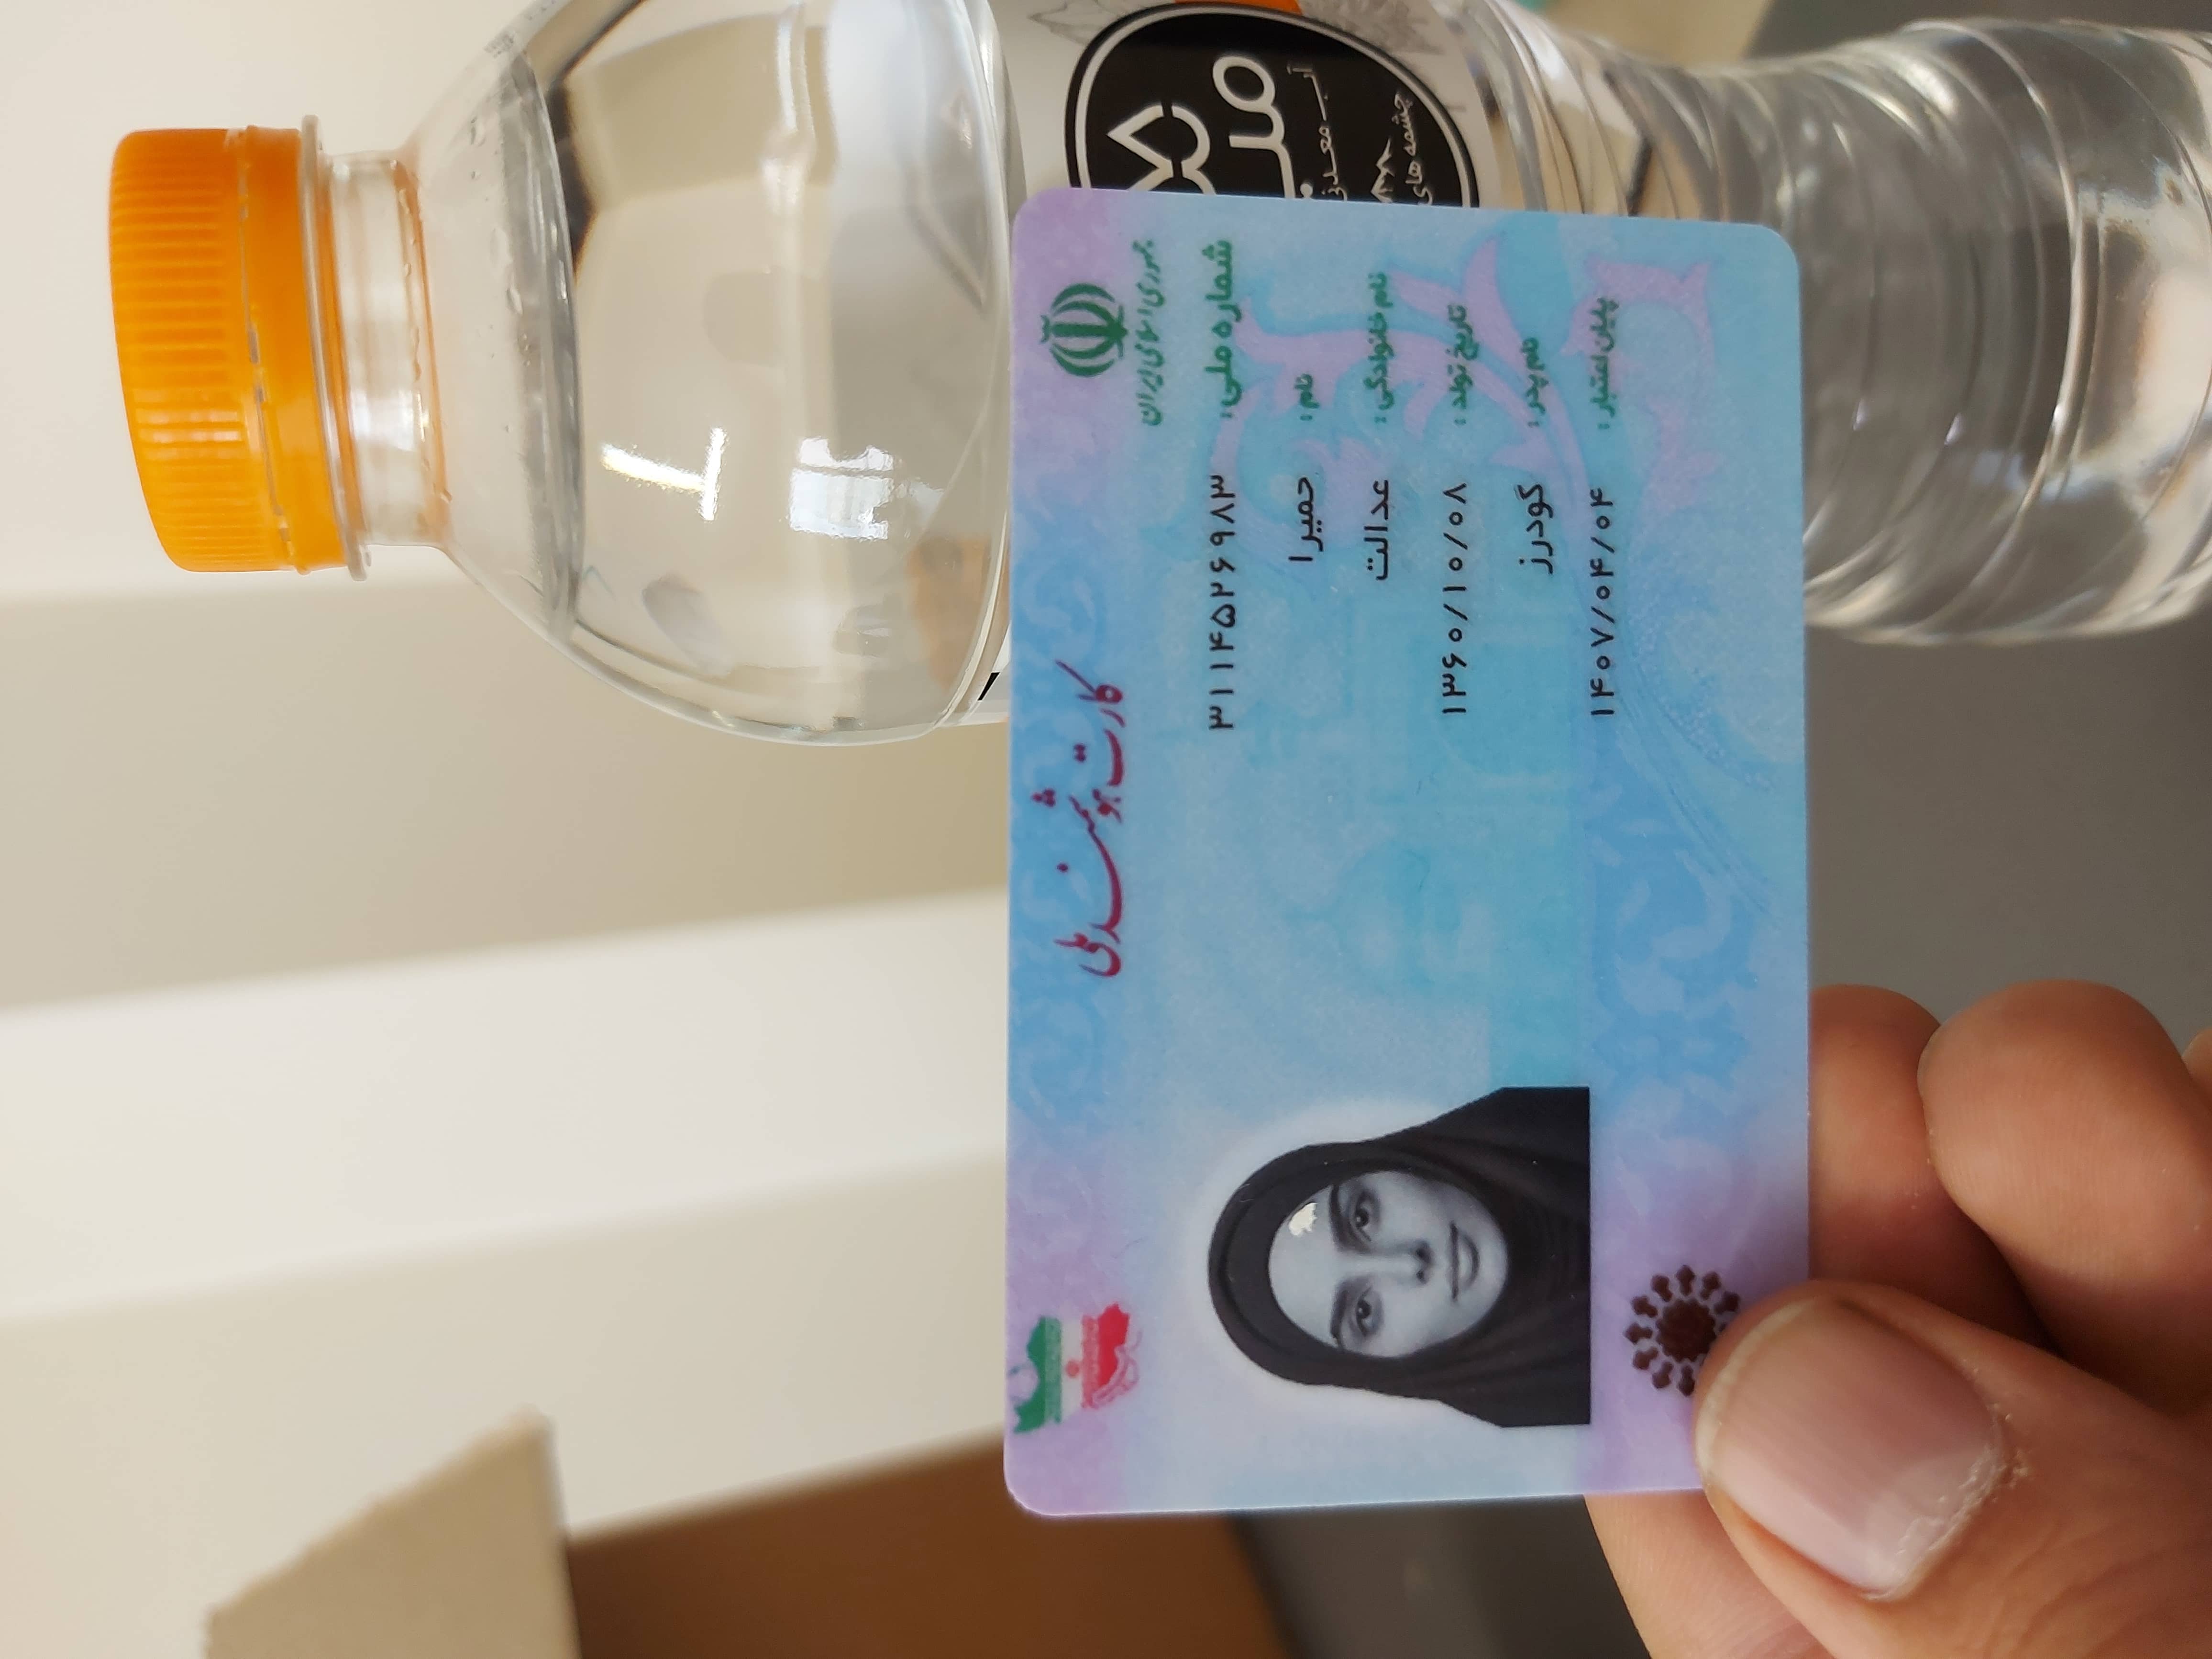 جمهوری اسلامی ایران
کارت هوشمند ملی
شماره ملی: ۳۱۱۴۵۲۶۹۸۳
نام: حمیرا
نام خانوادگی: عدالت
تاریخ تولد: ۱۳۶۰/۱۰/۰۸
نام پدر: گودرز
پایان اعتبار: ۱۴۰۷/۰۴/۰۴
آب معدنی
چشمه های